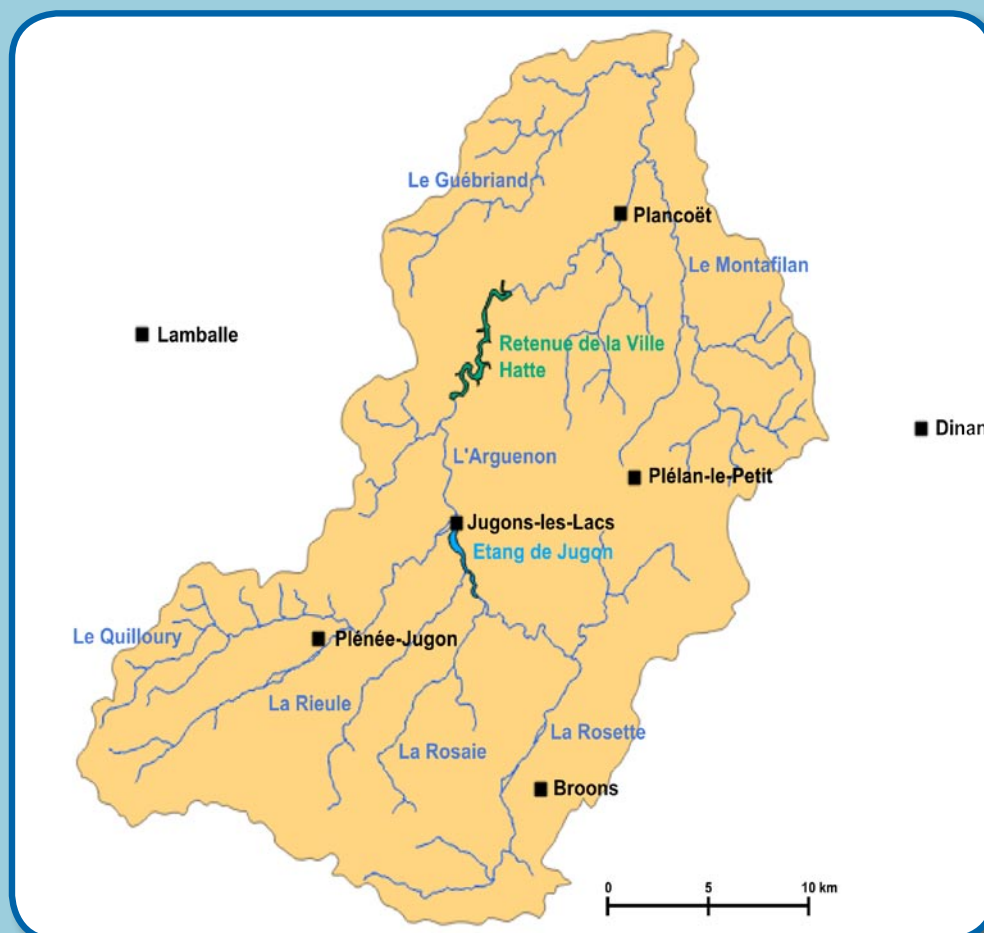 Le Guébriand
Plancoët
Le Montafilan
Lamballe
Retenue de la Ville
Hatte
Dinan
L'Arguenon
Plélan-le-Petit
Jugons-les-Lacs
Etang de Jugon
Le Quilloury
Plénée-Jugon
La Rieule
La Rosaie
La Rosette
Broons
0 5 10 km